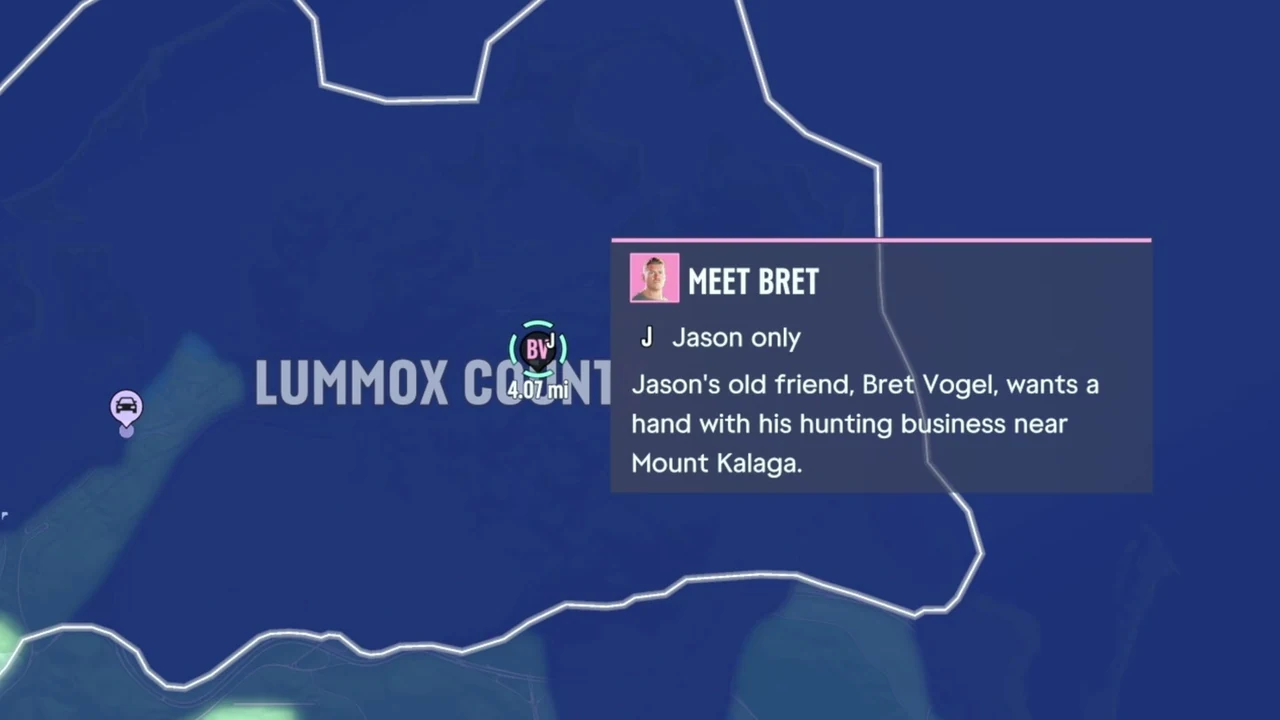 MEET BRET
J Jason only
Jason's old friend, Bret Vogel, wants a
hand with his hunting business near
Mount Kalaga.
BV J
LUMMOX COUNT
4.07 mi